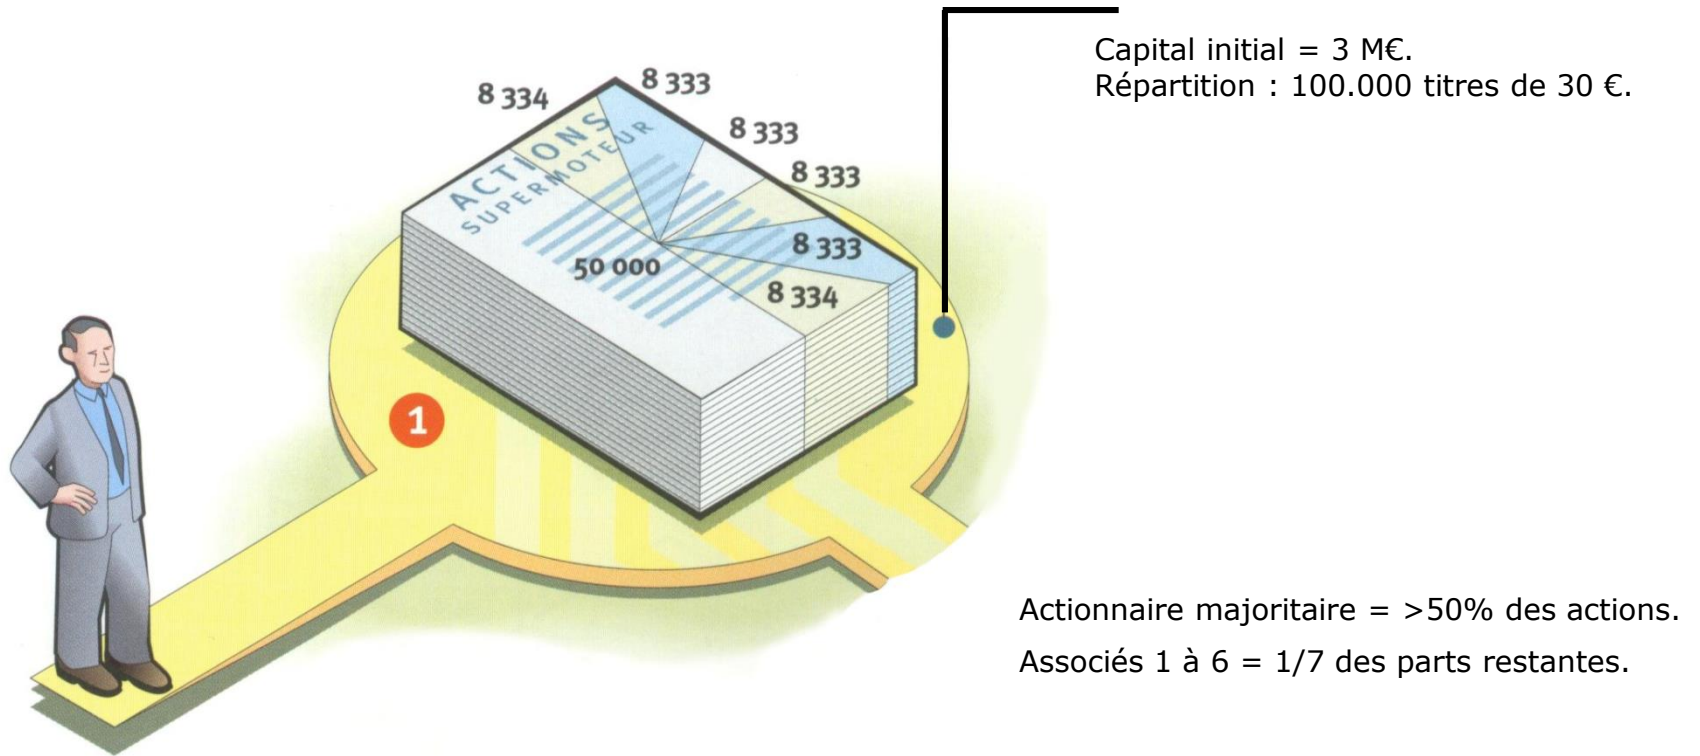 Capital initial = 3 M€.
Répartition : 100.000 titres de 30 €.
8 334
8 333
8 333
8 333
8 333
8 334
50 000
ACTIONS
SUPERMOTEUR
1
Actionnaire majoritaire = >50% des actions.
Associés 1 à 6 = 1/7 des parts restantes.